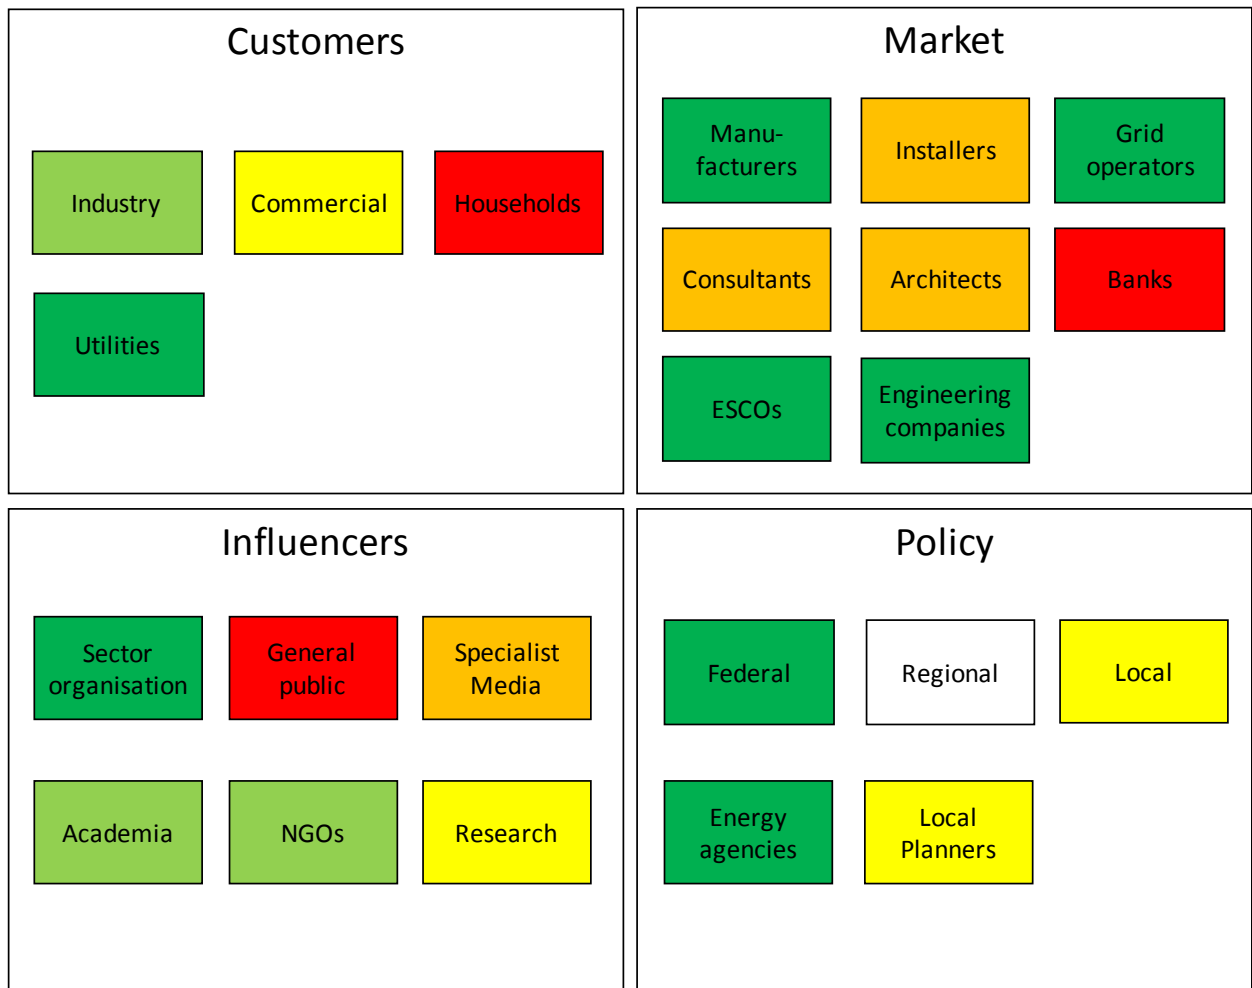 Customers
Industry
Commercial
Households
Utilities
Market
Manu-
facturers
Installers
Grid
operators
Consultants
Architects
Banks
ESCOs
Engineering
companies
Influencers
Sector
organisation
General
public
Specialist
Media
Academia
NGOs
Research
Policy
Federal
Regional
Local
Energy
agencies
Local
Planners